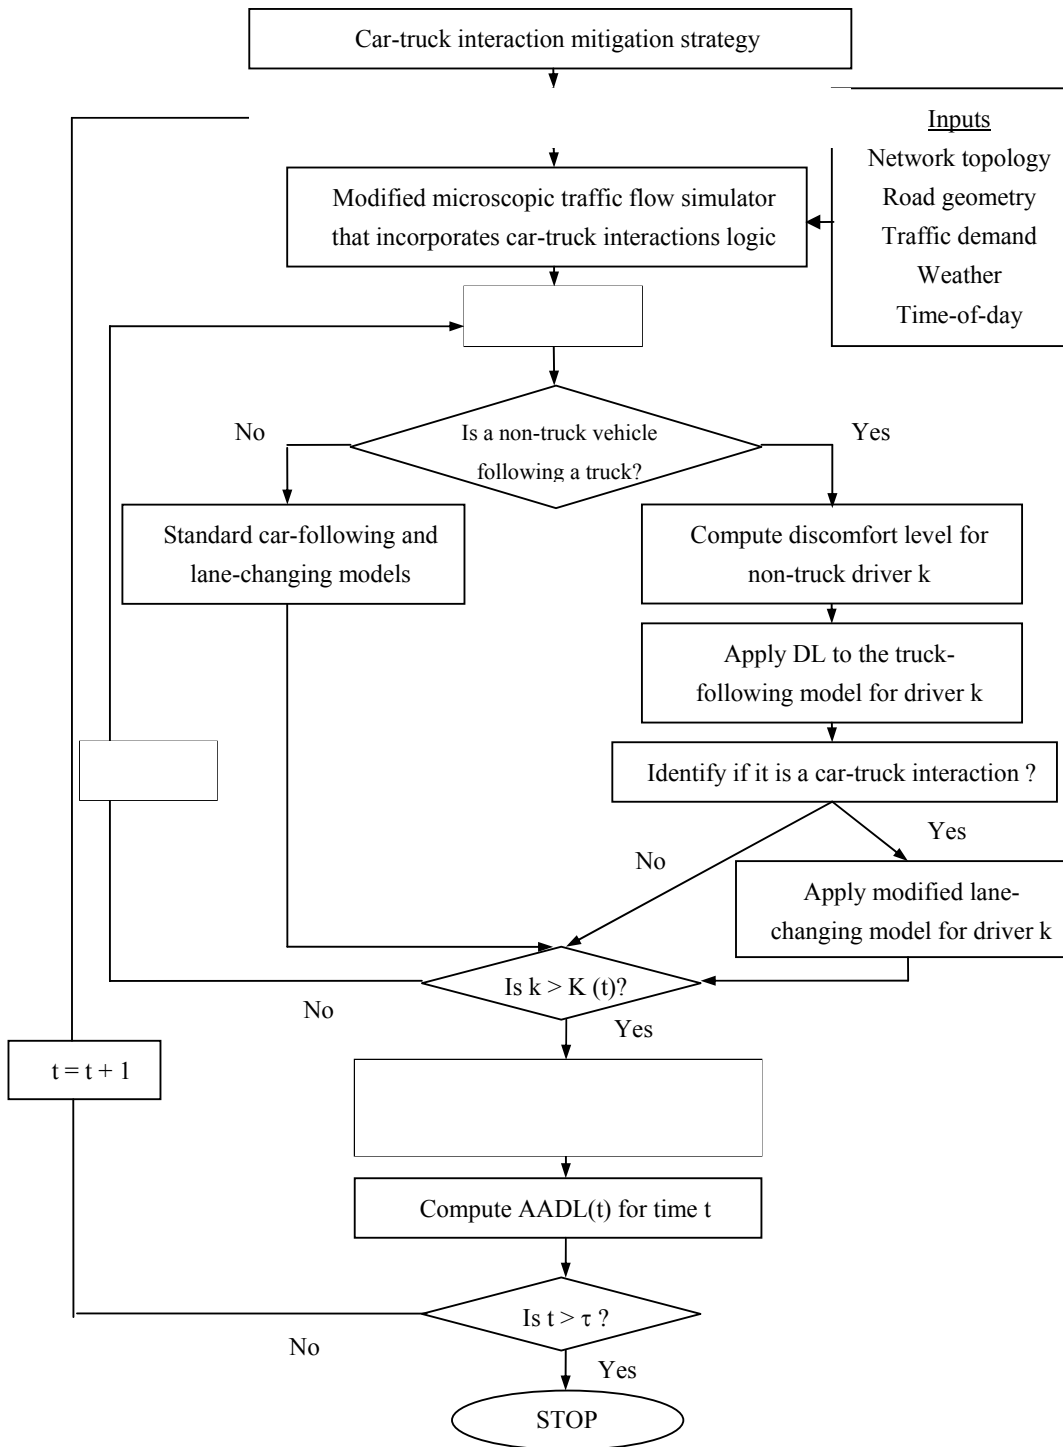 Car-truck interaction mitigation strategy
Inputs
Network topology
Road geometry
Traffic demand
Weather
Time-of-day
Modified microscopic traffic flow simulator
that incorporates car-truck interactions logic
Is a non-truck vehicle
following a truck?
No
Yes
Standard car-following and
lane-changing models
Compute discomfort level for
non-truck driver k
Apply DL to the truck-
following model for driver k
Identify if it is a car-truck interaction ?
No
Yes
Apply modified lane-
changing model for driver k
Is k > K (t)?
No
Yes
t = t + 1
Compute AADL(t) for time t
Is t > τ ?
No
Yes
STOP